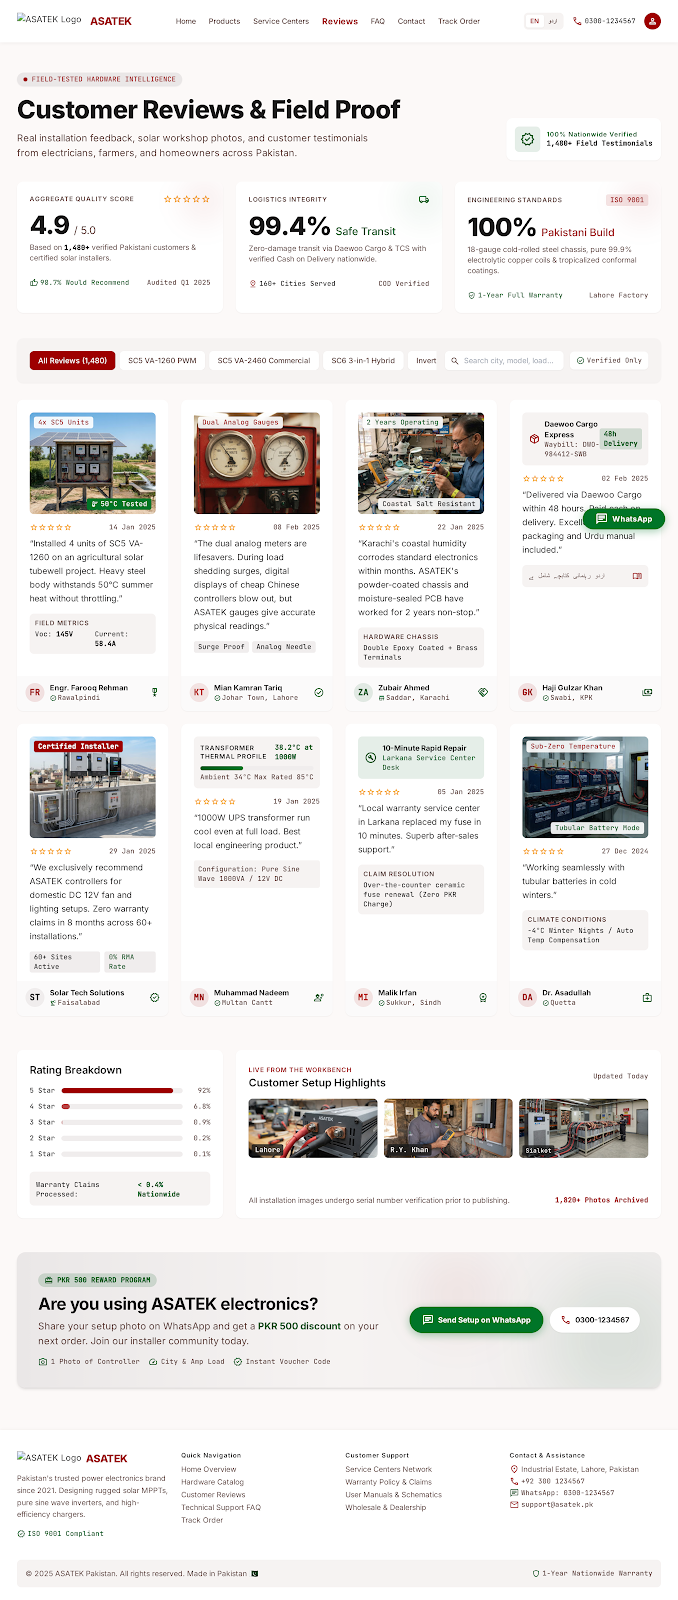 ASATEK Logo ASATEK
Home Products Service Centers Reviews FAQ Contact Track Order
EN اردو 0300-1234567
FIELD-TESTED HARDWARE INTELLIGENCE
Customer Reviews & Field Proof
Real installation feedback, solar workshop photos, and customer testimonials
from electricians, farmers, and homeowners across Pakistan.
100% Nationwide Verified
1,480+ Field Testimonials
AGGREGATE QUALITY SCORE
4.9 / 5.0
Based on 1,480+ verified Pakistani customers &
certified solar installers.
98.7% Would Recommend Audited Q1 2025
LOGISTICS INTEGRITY
99.4% Safe Transit
Zero-damage transit via Daewoo Cargo & TCS with
verified Cash on Delivery nationwide.
160+ Cities Served COD Verified
ENGINEERING STANDARDS ISO 9001
100% Pakistani Build
18-gauge cold-rolled steel chassis, pure 99.9%
electrolytic copper coils & tropicalized conformal
coatings.
1-Year Full Warranty Lahore Factory
All Reviews (1,480) SC5 VA-1260 PWM SC5 VA-2460 Commercial SC6 3-in-1 Hybrid Invert Search city, model, load... Verified Only
4x SC5 Units
50°C Tested
14 Jan 2025
“Installed 4 units of SC5 VA-
1260 on an agricultural solar
tubewell project. Heavy steel
body withstands 50°C summer
heat without throttling.”
FIELD METRICS
Voc: 145V Current:
58.4A
FR Engr. Farooq Rehman
Rawalpindi
Dual Analog Gauges
08 Feb 2025
“The dual analog meters are
lifesavers. During load
shedding surges, digital
displays of cheap Chinese
controllers blow out, but
ASATEK gauges give accurate
physical readings.”
Surge Proof Analog Needle
KT Mian Kamran Tariq
Johar Town, Lahore
2 Years Operating
Coastal Salt Resistant
22 Jan 2025
“Karachi's coastal humidity
corrodes standard electronics
within months. ASATEK's
powder-coated chassis and
moisture-sealed PCB have
worked for 2 years non-stop.”
HARDWARE CHASSIS
Double Epoxy Coated + Brass
Terminals
ZA Zubair Ahmed
Saddar, Karachi
Daewoo Cargo
Express
Waybill: DWO-
984412-SWB
48h
Delivery
02 Feb 2025
“Delivered via Daewoo Cargo
within 48 hours.
delivery.
packaging and Urdu manual
included.”
WhatsApp
اردو رہنمائی کتابچہ شامل ہے
GK Haji Gulzar Khan
Swabi, KPK
Certified Installer
29 Jan 2025
“We exclusively recommend
ASATEK controllers for
domestic DC 12V fan and
lighting setups. Zero warranty
claims in 8 months across 60+
installations.”
60+ Sites
Active
0% RMA
Rate
ST Solar Tech Solutions
Faisalabad
TRANSFORMER
THERMAL PROFILE
38.2°C at
1000W
Ambient 34°C Max Rated 85°C
19 Jan 2025
“1000W UPS transformer run
cool even at full load. Best
local engineering product.”
Configuration: Pure Sine
Wave 1000VA / 12V DC
MN Muhammad Nadeem
Multan Cantt
10-Minute Rapid Repair
Larkana Service Center
Desk
05 Jan 2025
“Local warranty service center
in Larkana replaced my fuse in
10 minutes. Superb after-sales
support.”
CLAIM RESOLUTION
Over-the-counter ceramic
fuse renewal (Zero PKR
Charge)
MI Malik Irfan
Sukkur, Sindh
Sub-Zero Temperature
Tubular Battery Mode
27 Dec 2024
“Working seamlessly with
tubular batteries in cold
winters.”
CLIMATE CONDITIONS
-4°C Winter Nights / Auto
Temp Compensation
DA Dr. Asadullah
Quetta
Rating Breakdown
5 Star 92%
4 Star 6.8%
3 Star 0.9%
2 Star 0.2%
1 Star 0.1%
Warranty Claims
Processed:
< 0.4%
Nationwide
LIVE FROM THE WORKBENCH
Customer Setup Highlights
Updated Today
ASATEK
Lahore
R.Y. Khan
Sialkot
All installation images undergo serial number verification prior to publishing. 1,820+ Photos Archived
PKR 500 REWARD PROGRAM
Are you using ASATEK electronics?
Share your setup photo on WhatsApp and get a PKR 500 discount on your
next order. Join our installer community today.
1 Photo of Controller City & Amp Load Instant Voucher Code
Send Setup on WhatsApp 0300-1234567
ASATEK Logo ASATEK
Pakistan's trusted power electronics brand
since 2021. Designing rugged solar MPPTs,
pure sine wave inverters, and high-
efficiency chargers.
ISO 9001 Compliant
Quick Navigation
Home Overview
Hardware Catalog
Customer Reviews
Technical Support FAQ
Track Order
Customer Support
Service Centers Network
Warranty Policy & Claims
User Manuals & Schematics
Wholesale & Dealership
Contact & Assistance
Industrial Estate, Lahore, Pakistan
+92 300 1234567
WhatsApp: 0300-1234567
support@asatek.pk
© 2025 ASATEK Pakistan. All rights reserved. Made in Pakistan 🇵🇰
1-Year Nationwide Warranty